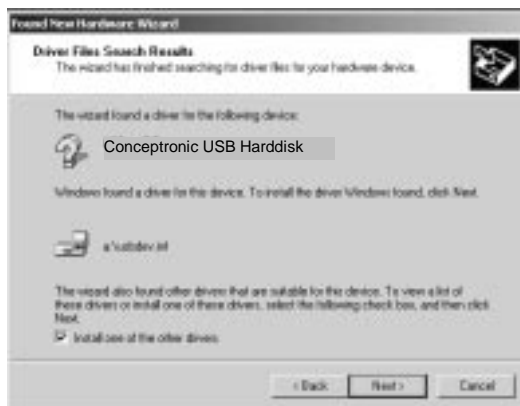 Found New Hardware Wizard
Driver Files Search Results
The wizard has finished searching for driver files for your hardware device.
The wizard found a driver for the following device:
Conceptronic USB Harddisk
Windows found a driver for this device. To install the driver Windows found, click Next.
The wizard also found other drivers that are suitable for this device. To view a list of
these drivers or install one of these drivers, select the following check box, and then click
Next.
Install one of the other drivers
< Back
Next >
Cancel